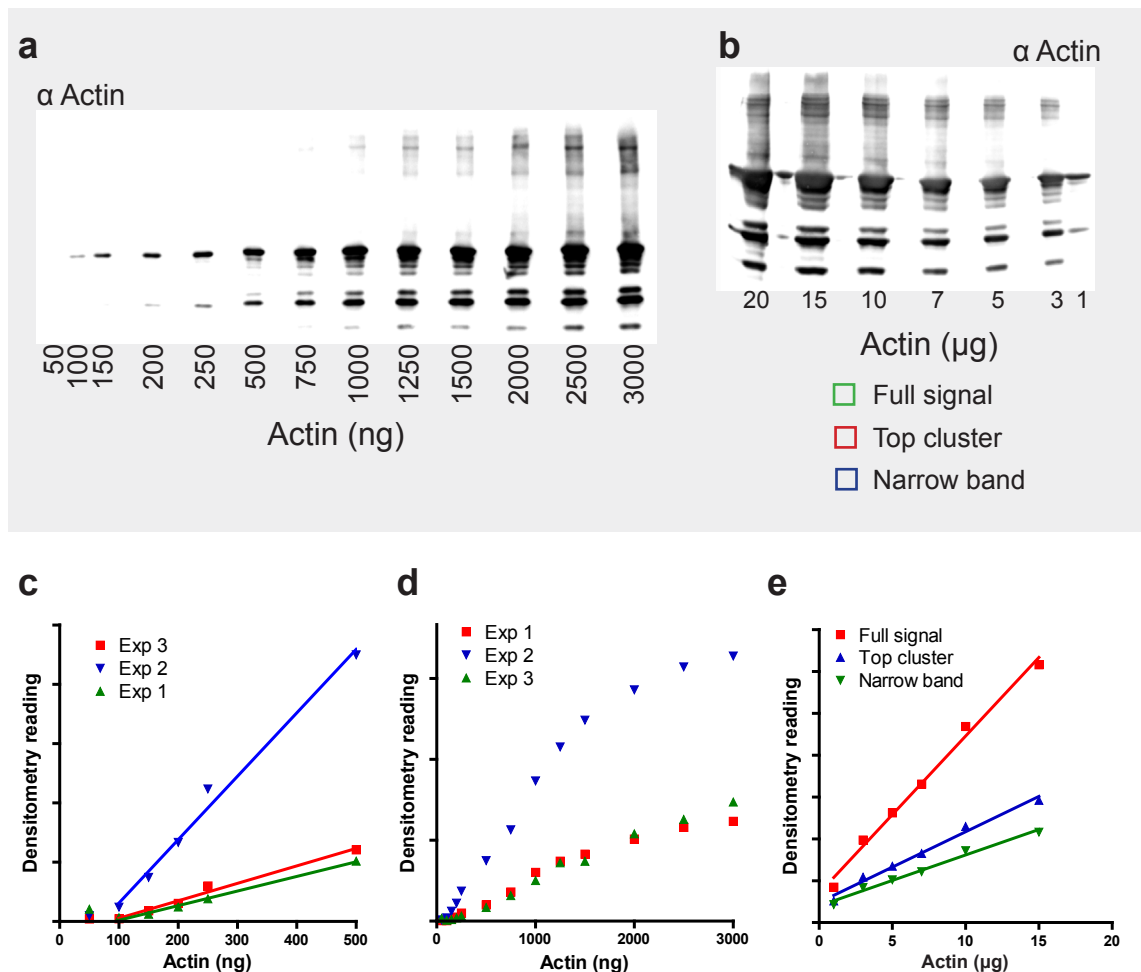 a
α Actin
50 100 150 200 250 500 750 1000 1250 1500 2000 2500 3000
Actin (ng)
b
α Actin
20 15 10 7 5 3 1
Actin (µg)
Full signal
Top cluster
Narrow band
c
Exp 3
Exp 2
Exp 1
Densitometry reading
0 100 200 300 400 500
Actin (ng)
d
Exp 1
Exp 2
Exp 3
Densitometry reading
0 1000 2000 3000
Actin (ng)
e
Full signal
Top cluster
Narrow band
Densitometry reading
0 5 10 15 20
Actin (µg)